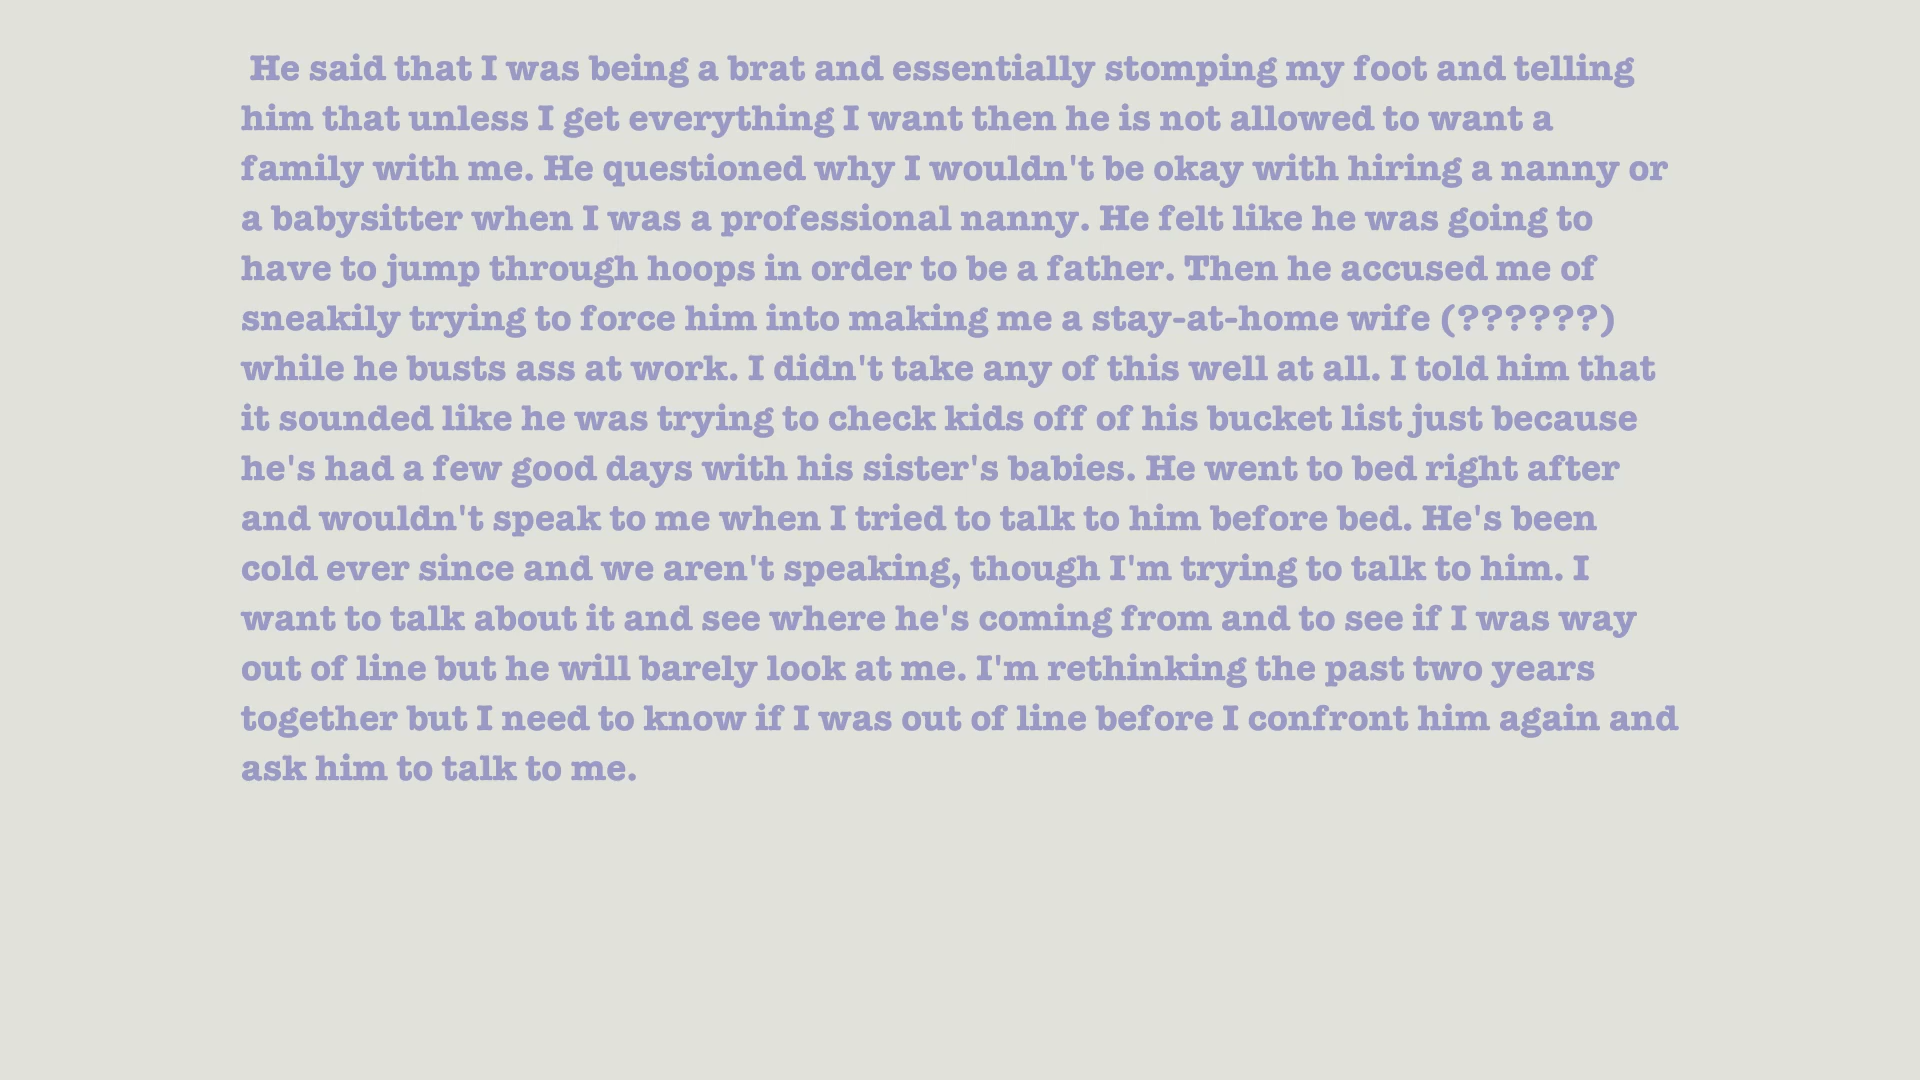 He said that I was being a brat and essentially stomping my foot and telling
him that unless I get everything I want then he is not allowed to want a
family with me. He questioned why I wouldn't be okay with hiring a nanny or
a babysitter when I was a professional nanny. He felt like he was going to
have to jump through hoops in order to be a father. Then he accused me of
sneakily trying to force him into making me a stay-at-home wife (??????)
while he busts ass at work. I didn't take any of this well at all. I told him that
it sounded like he was trying to check kids off of his bucket list just because
he's had a few good days with his sister's babies. He went to bed right after
and wouldn't speak to me when I tried to talk to him before bed. He's been
cold ever since and we aren't speaking, though I'm trying to talk to him. I
want to talk about it and see where he's coming from and to see if I was way
out of line but he will barely look at me. I'm rethinking the past two years
together but I need to know if I was out of line before I confront him again and
ask him to talk to me.